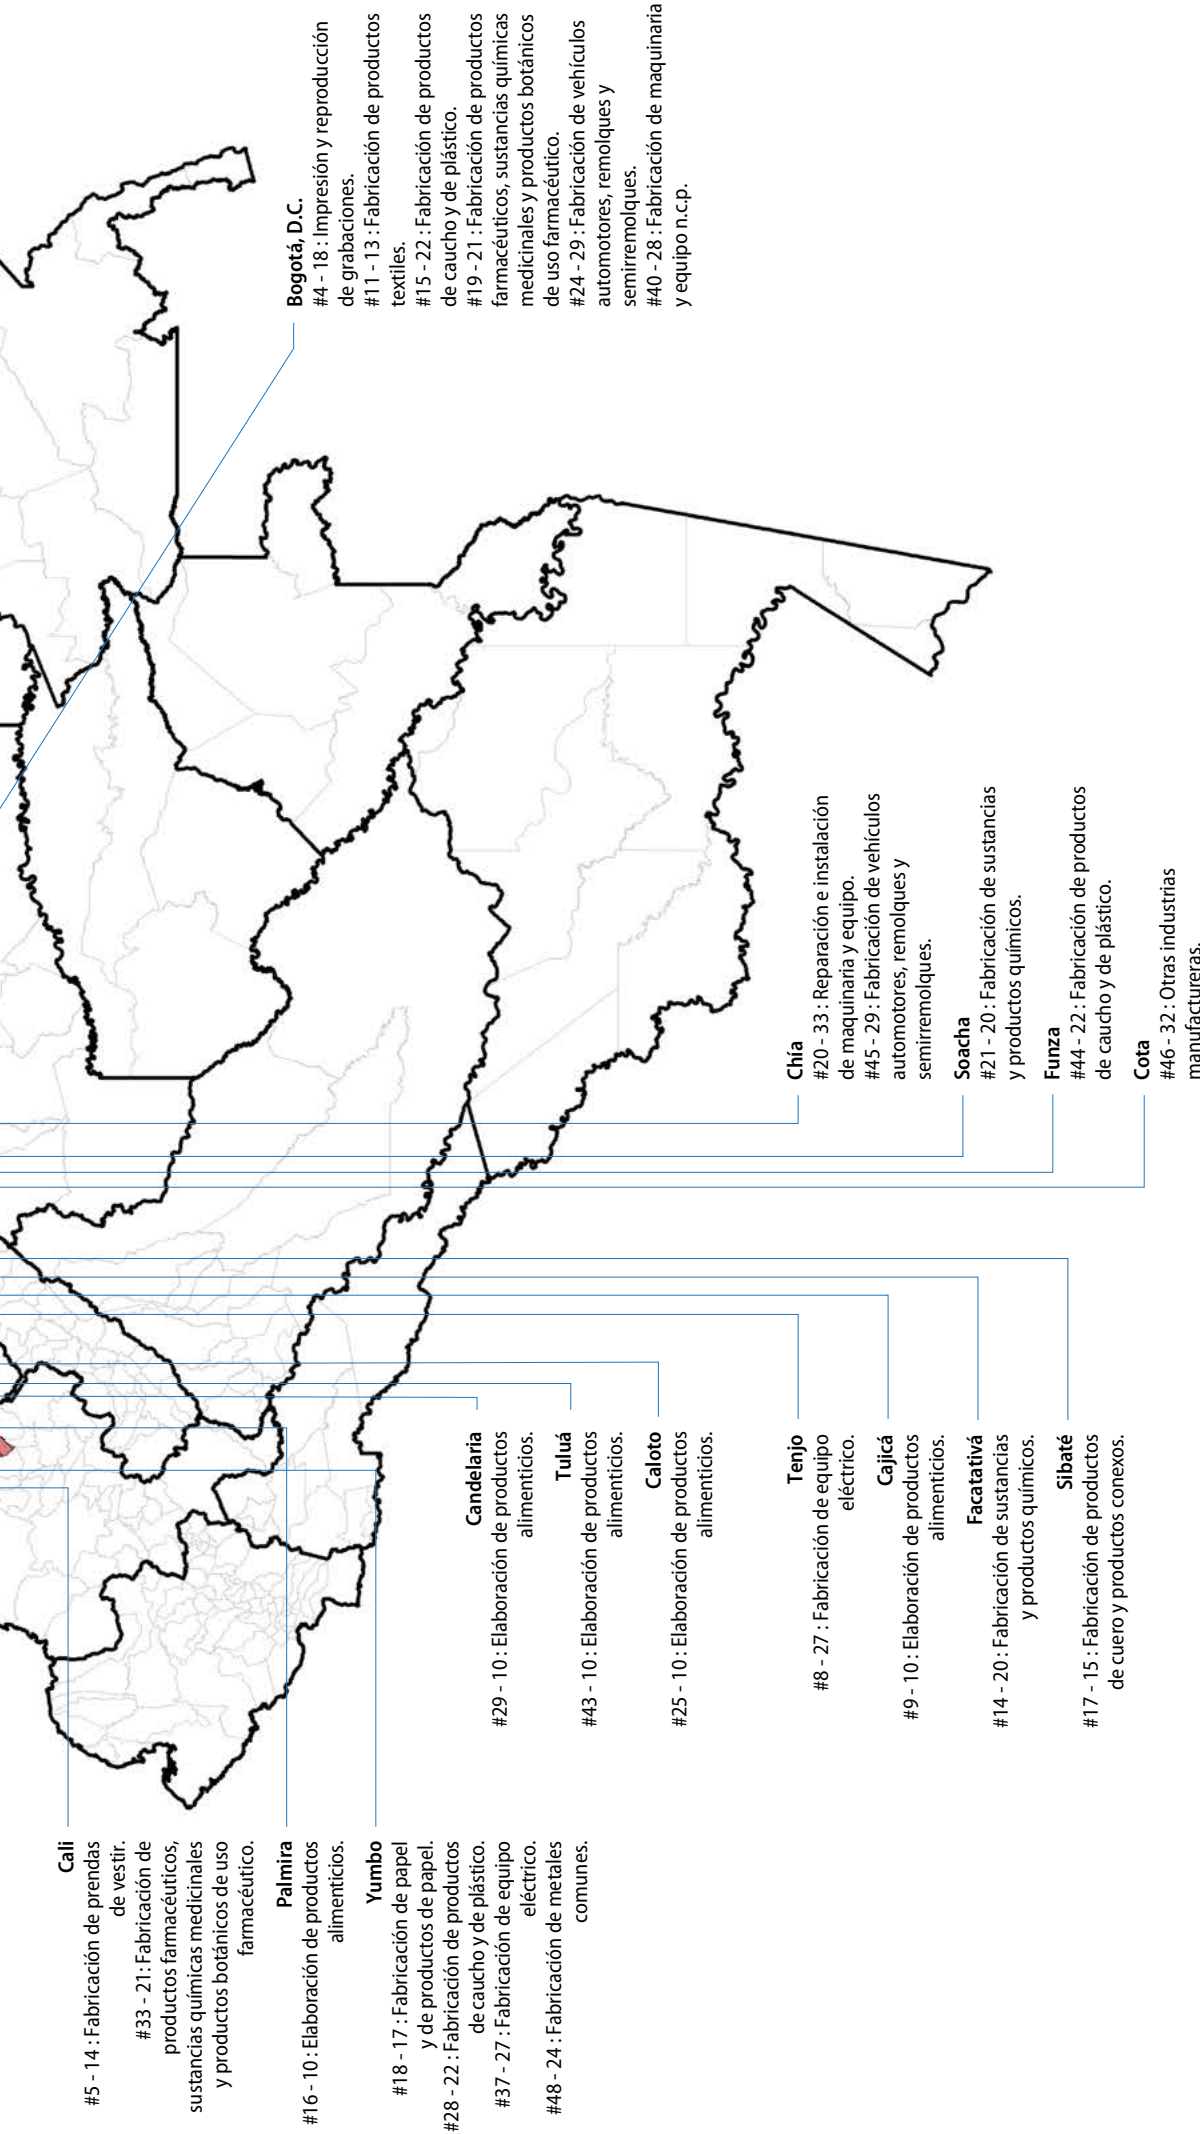 Cali
#5 - 14 : Fabricación de prendas
de vestir.
#33 - 21: Fabricación de
productos farmacéuticos,
sustancias químicas medicinales
y productos botánicos de uso
farmacéutico.
Palmira
#16 - 10 : Elaboración de productos
alimenticios.
Yumbo
#18 - 17 : Fabricación de papel
y de productos de papel.
#28 - 22 : Fabricación de productos
de caucho y de plástico.
#37 - 27 : Fabricación de equipo
eléctrico.
#48 - 24 : Fabricación de metales
comunes.
Candelaria
#29 - 10 : Elaboración de productos
alimenticios.
Tuluá
#43 - 10 : Elaboración de productos
alimenticios.
Caloto
#25 - 10 : Elaboración de productos
alimenticios.
Tenjo
#8 - 27 : Fabricación de equipo
eléctrico.
Cajicá
#9 - 10 : Elaboración de productos
alimenticios.
Facatativá
#14 - 20 : Fabricación de sustancias
y productos químicos.
Sibaté
#17 - 15 : Fabricación de productos
de cuero y productos conexos.
Chía
#20 - 33 : Reparación e instalación
de maquinaria y equipo.
#45 - 29 : Fabricación de vehículos
automotores, remolques y
semirremolques.
Soacha
#21 - 20 : Fabricación de sustancias
y productos químicos.
Funza
#44 - 22 : Fabricación de productos
de caucho y de plástico.
Cota
#46 - 32 : Otras industrias
manufactureras.
Bogotá, D.C.
#4 - 18 : Impresión y reproducción
de grabaciones.
#11 - 13 : Fabricación de productos
textiles.
#15 - 22 : Fabricación de productos
de caucho y de plástico.
#19 - 21 : Fabricación de productos
farmacéuticos, sustancias químicas
medicinales y productos botánicos
de uso farmacéutico.
#24 - 29 : Fabricación de vehículos
automotores, remolques y
semirremolques.
#40 - 28 : Fabricación de maquinaria
y equipo n.c.p.